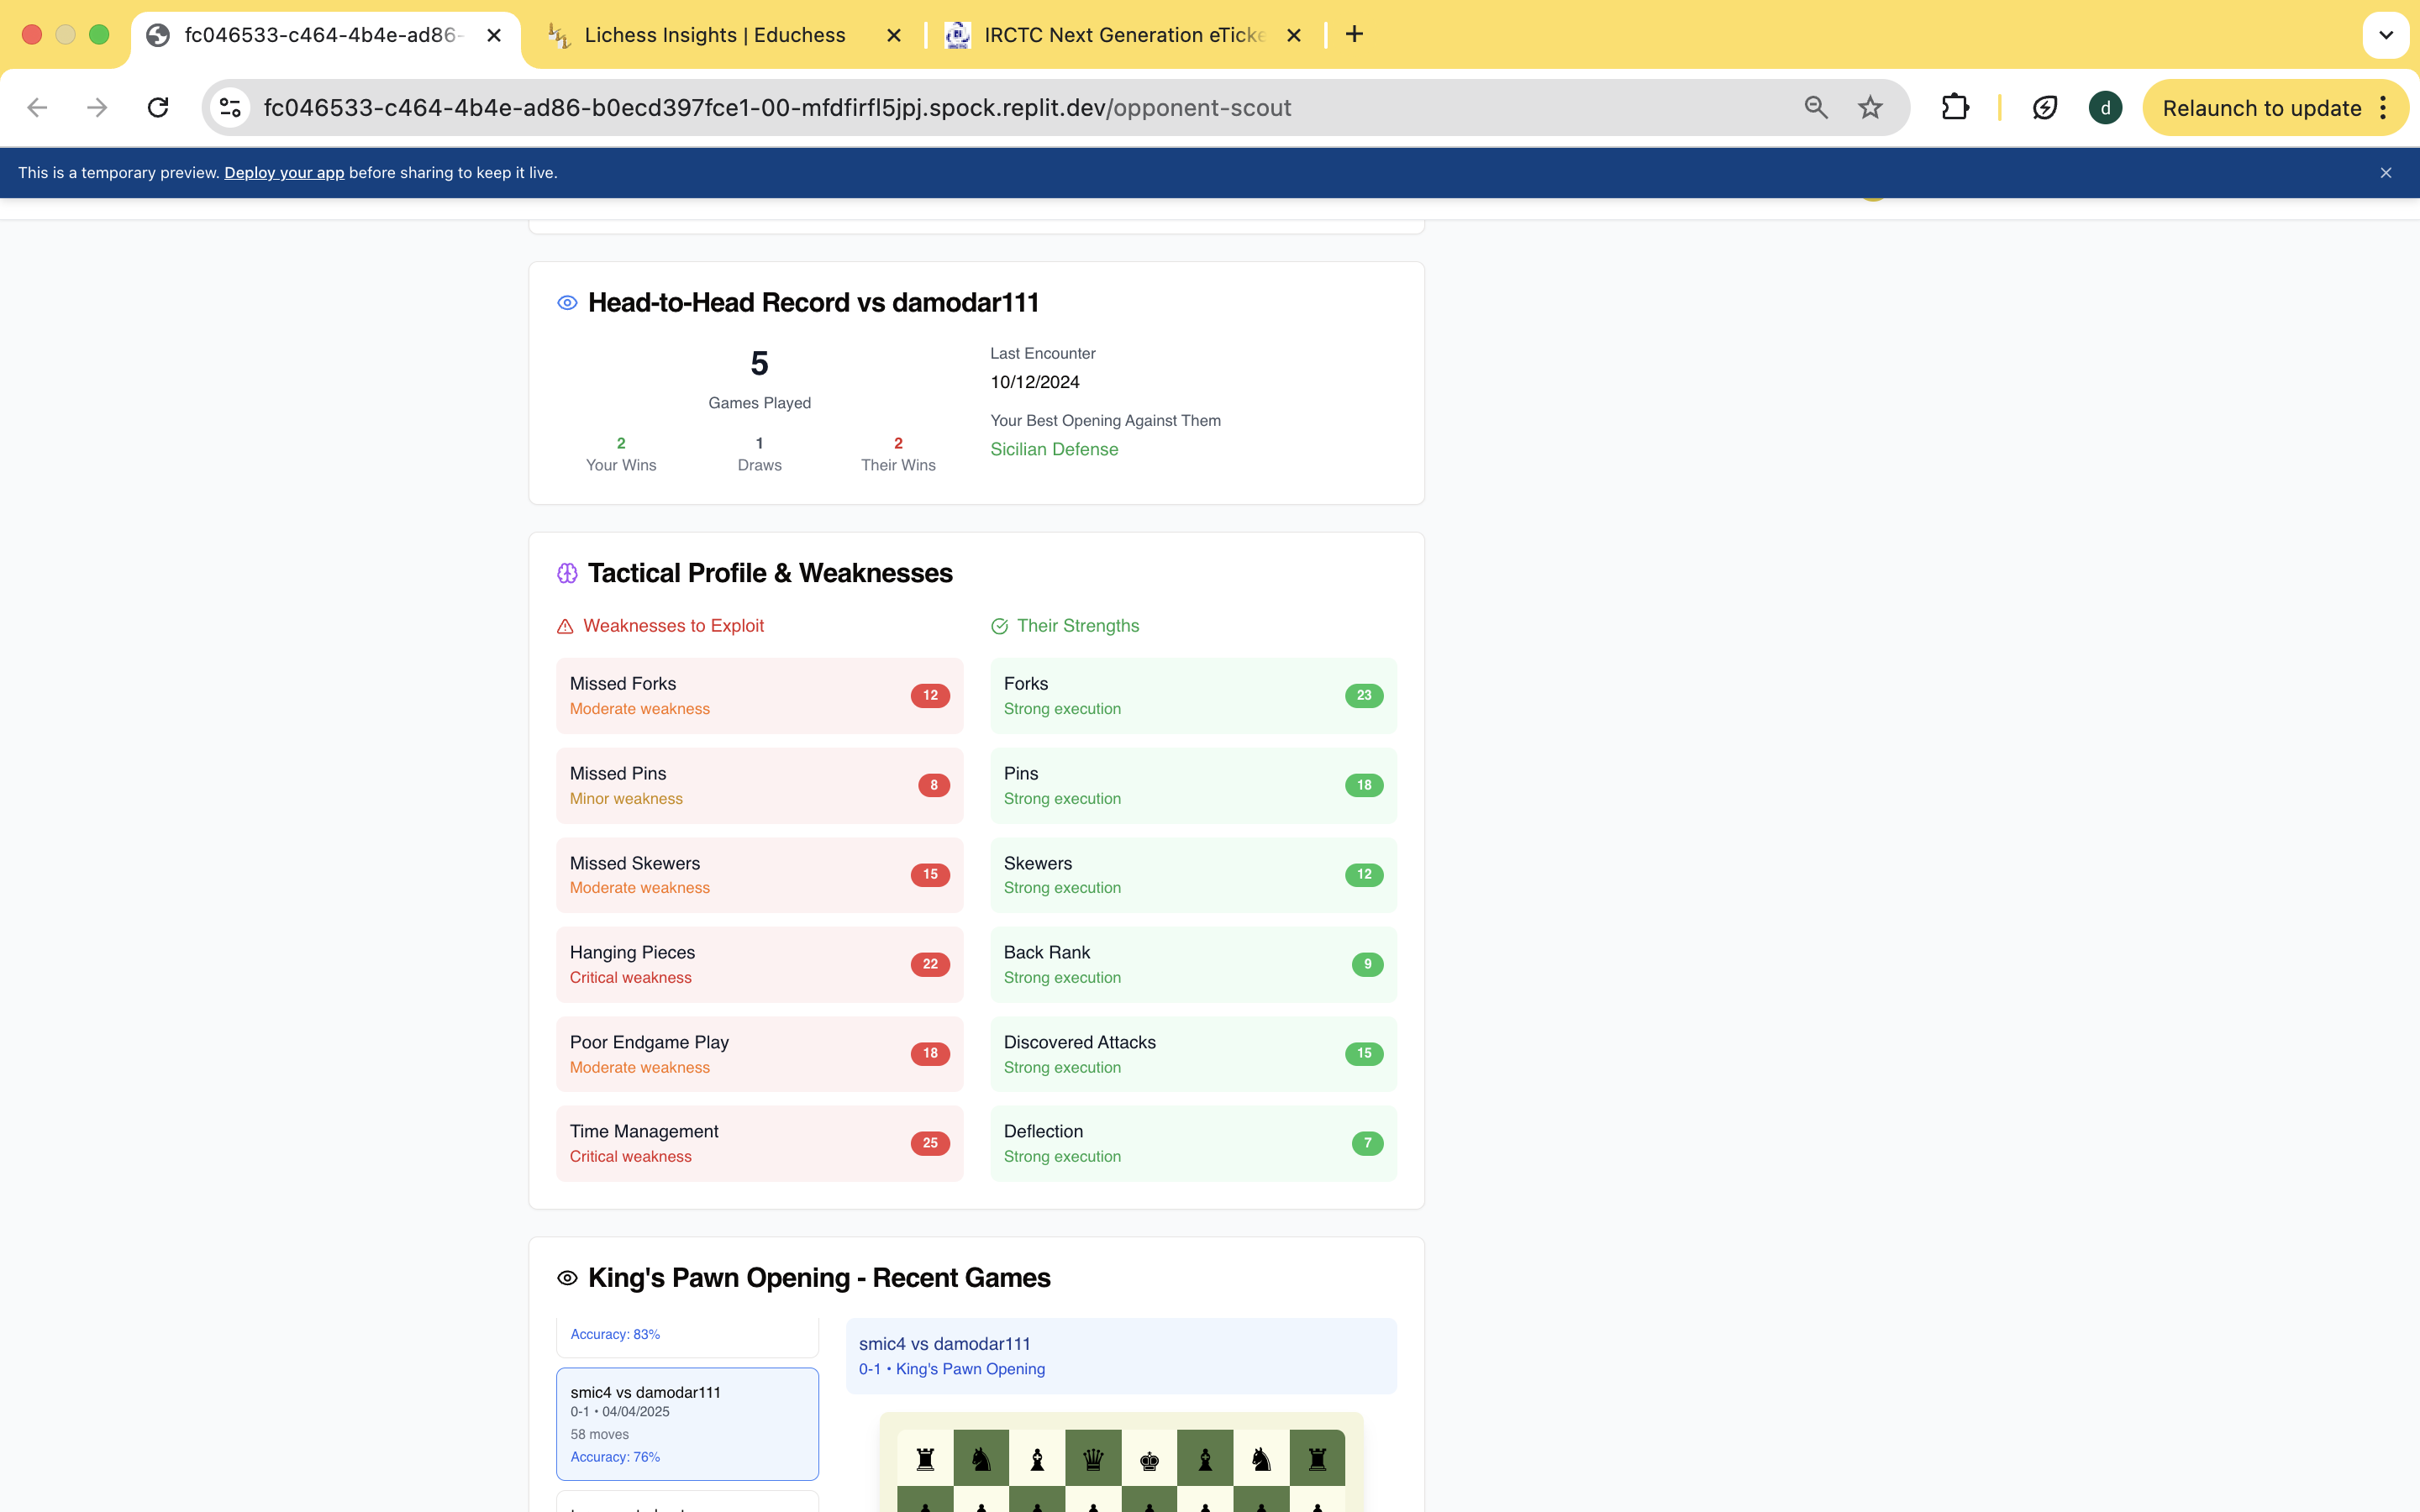 fc046533-c464-4b4e-ad86-
Lichess Insights | Educhess
IRCTC Next Generation eTicke
fc046533-c464-4b4e-ad86-b0ecd397fce1-00-mfdfirfl5jpj.spock.replit.dev/opponent-scout
d
Relaunch to update
This is a temporary preview. Deploy your app before sharing to keep it live.
Head-to-Head Record vs damodar111
5
Games Played
2
Your Wins
1
Draws
2
Their Wins
Last Encounter
10/12/2024
Your Best Opening Against Them
Sicilian Defense
Tactical Profile & Weaknesses
Weaknesses to Exploit
Missed Forks
Moderate weakness
12
Missed Pins
Minor weakness
8
Missed Skewers
Moderate weakness
15
Hanging Pieces
Critical weakness
22
Poor Endgame Play
Moderate weakness
18
Time Management
Critical weakness
25
Their Strengths
Forks
Strong execution
23
Pins
Strong execution
18
Skewers
Strong execution
12
Back Rank
Strong execution
9
Discovered Attacks
Strong execution
15
Deflection
Strong execution
7
King's Pawn Opening - Recent Games
Accuracy: 83%
smic4 vs damodar111
0-1 • 04/04/2025
58 moves
Accuracy: 76%
smic4 vs damodar111
0-1 • King's Pawn Opening